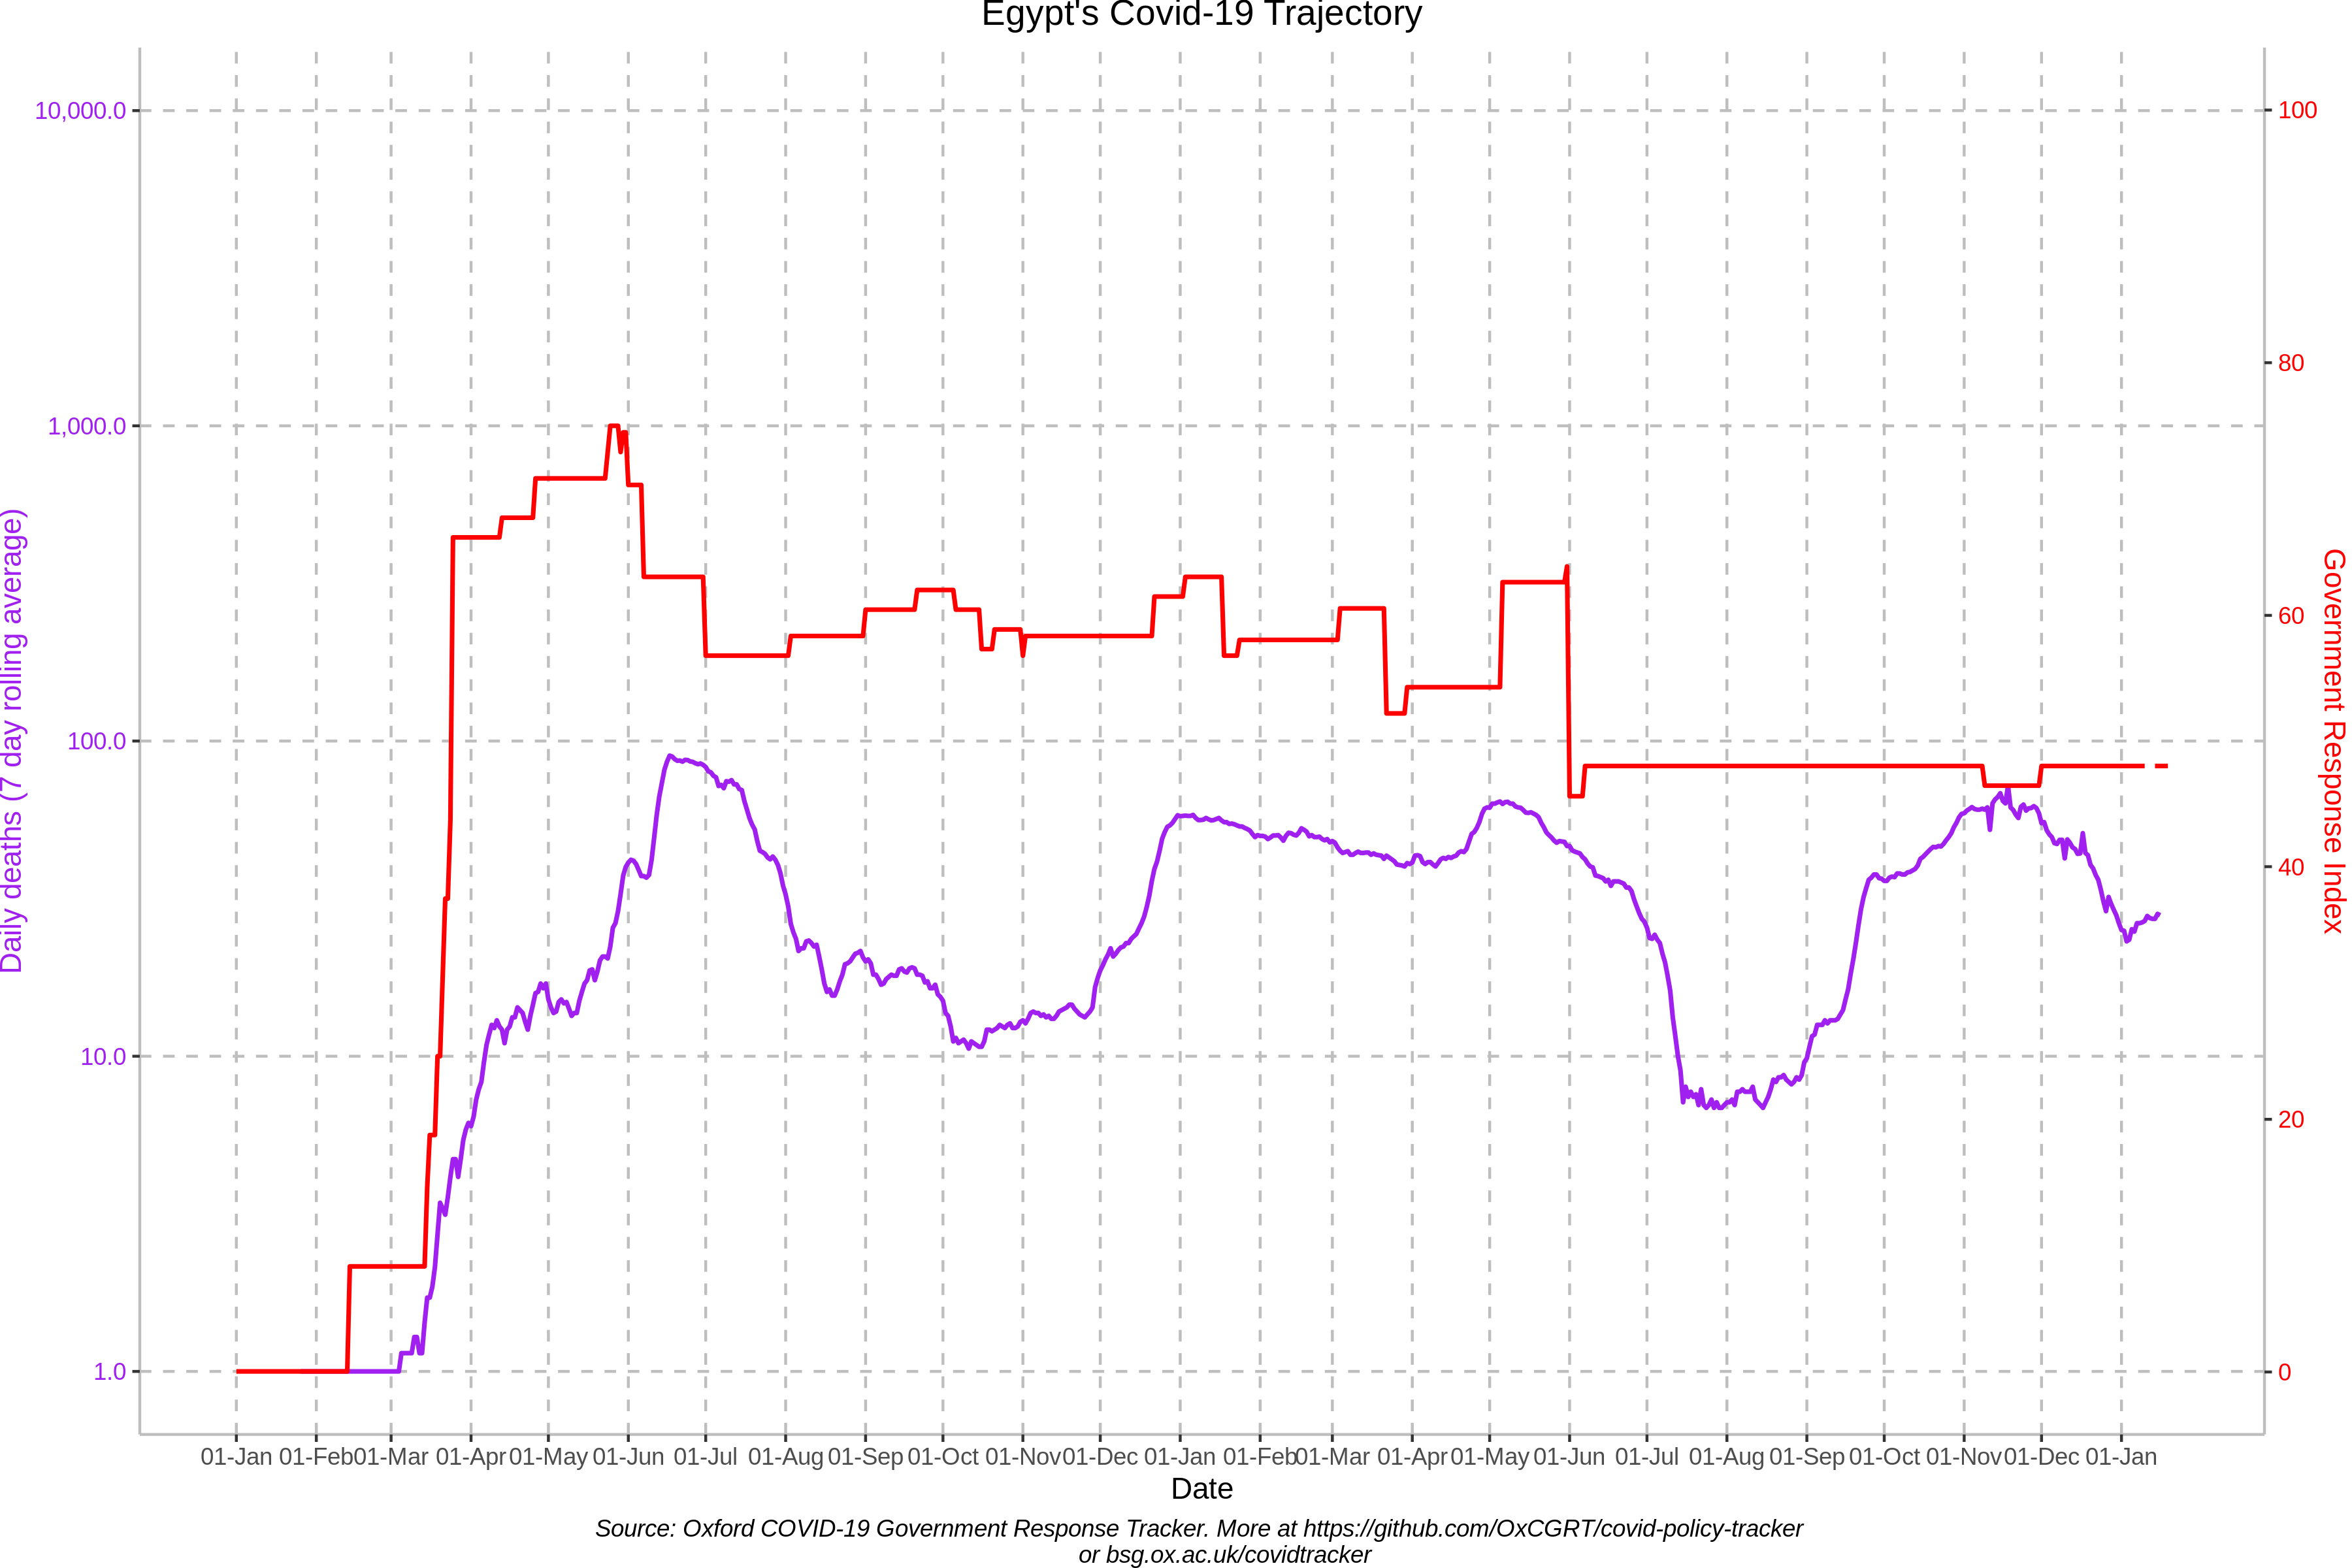 Egypt's Covid-19 Trajectory
10,000.0
1,000.0
100.0
10.0
1.0
Daily deaths (7 day rolling average)
100
80
60
40
20
0
Government Response Index
01-Jan 01-Feb 01-Mar 01-Apr 01-May 01-Jun 01-Jul 01-Aug 01-Sep 01-Oct 01-Nov 01-Dec 01-Jan 01-Feb 01-Mar 01-Apr 01-May 01-Jun 01-Jul 01-Aug 01-Sep 01-Oct 01-Nov 01-Dec 01-Jan
Date
Source: Oxford COVID-19 Government Response Tracker. More at https://github.com/OxCGRT/covid-policy-tracker
or bsg.ox.ac.uk/covidtracker